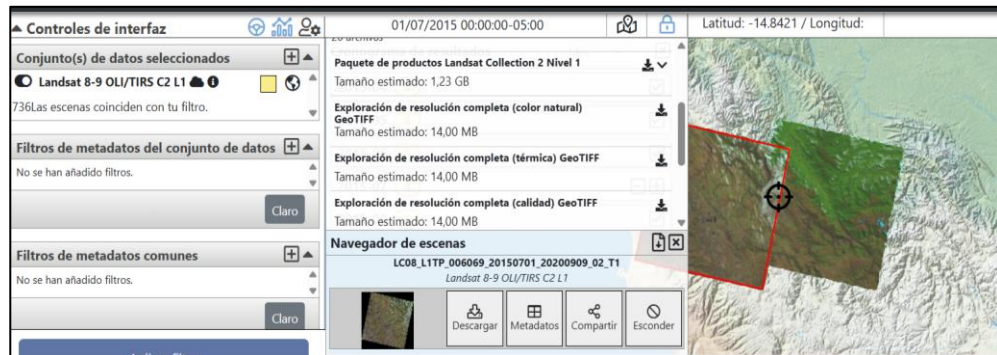 Controles de interfaz
Conjunto(s) de datos seleccionados
Landsat 8-9 OLI/TIRS C2 L1
736Las escenas coinciden con tu filtro.
Filtros de metadatos del conjunto de datos
No se han añadido filtros.
Claro
Filtros de metadatos comunes
No se han añadido filtros.
Claro
01/07/2015 00:00:00-05:00
Paquete de productos Landsat Collection 2 Nivel 1
Tamaño estimado: 1,23 GB
Exploración de resolución completa (color natural)
GeoTIFF
Tamaño estimado: 14,00 MB
Exploración de resolución completa (térmica) GeoTIFF
Tamaño estimado: 14,00 MB
Exploración de resolución completa (calidad) GeoTIFF
Tamaño estimado: 14,00 MB
Navegador de escenas
LC08_L1TP_006069_20150701_20200909_02_T1
Landsat 8-9 OLI/TIRS C2 L1
Descargar Metadatos Compartir Esconder
Latitud: -14.8421 / Longitud: